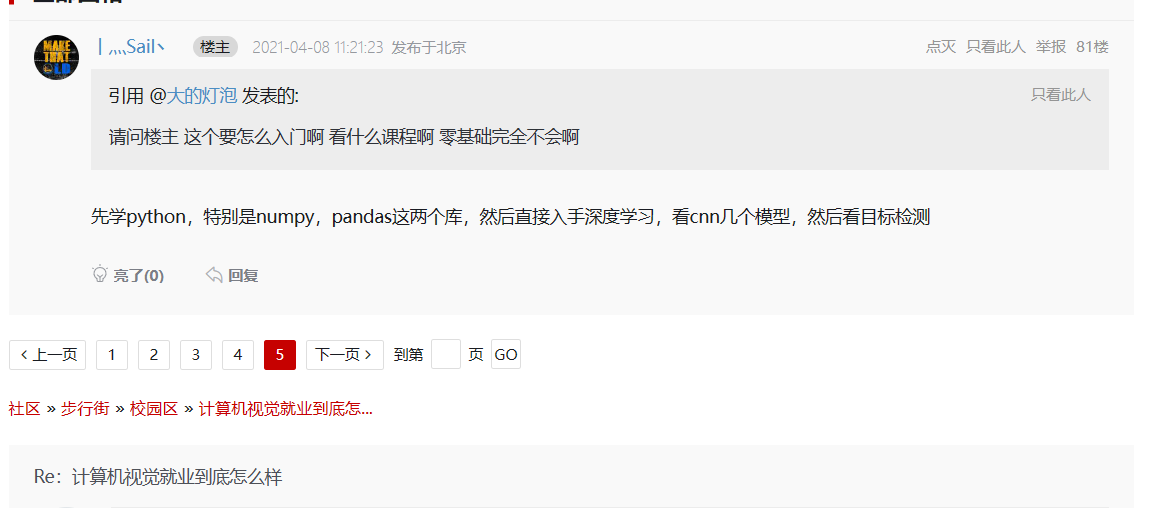 丨灬Sail丶 楼主 2021-04-08 11:21:23 发布于北京 点灭 只看此人 举报 81楼
MAKE
THAT
引用 @大的灯泡 发表的: 只看此人
请问楼主 这个要怎么入门啊 看什么课程啊 零基础完全不会啊
先学python，特别是numpy，pandas这两个库，然后直接入手深度学习，看cnn几个模型，然后看目标检测
亮了(0) 回复
<上一页 1 2 3 4 5 下一页> 到第 页 GO
社区 » 步行街 » 校园区 » 计算机视觉就业到底怎...
Re：计算机视觉就业到底怎么样